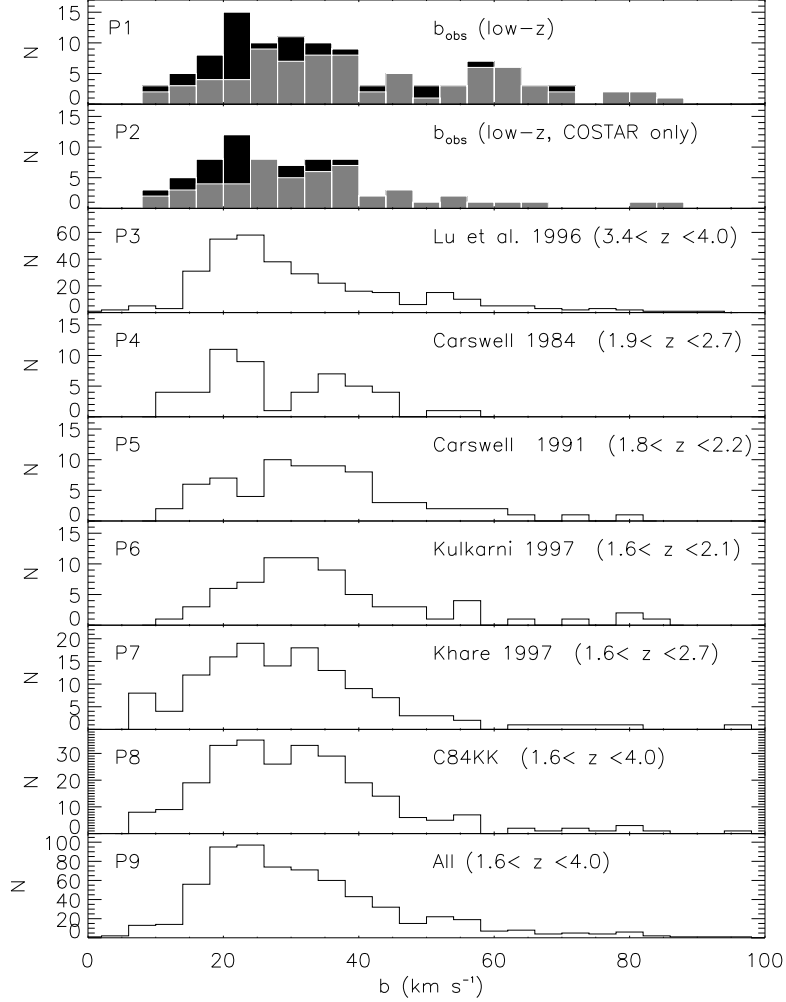 15
P1
b_obs (low−z)
10
N
5
0
15
P2
b_obs (low−z, COSTAR only)
10
N
5
0
60
P3
Lu et al. 1996 (3.4< z <4.0)
40
N
20
0
15
P4
Carswell 1984 (1.9< z <2.7)
10
N
5
0
15
P5
Carswell 1991 (1.8< z <2.2)
10
N
5
0
15
P6
Kulkarni 1997 (1.6< z <2.1)
10
N
5
0
20
P7
Khare 1997 (1.6< z <2.7)
15
N
10
5
0
30
P8
C84KK (1.6< z <4.0)
20
N
10
0
100
P9
All (1.6< z <4.0)
80
60
N
40
20
0
0 20 40 60 80 100
b (km s⁻¹)